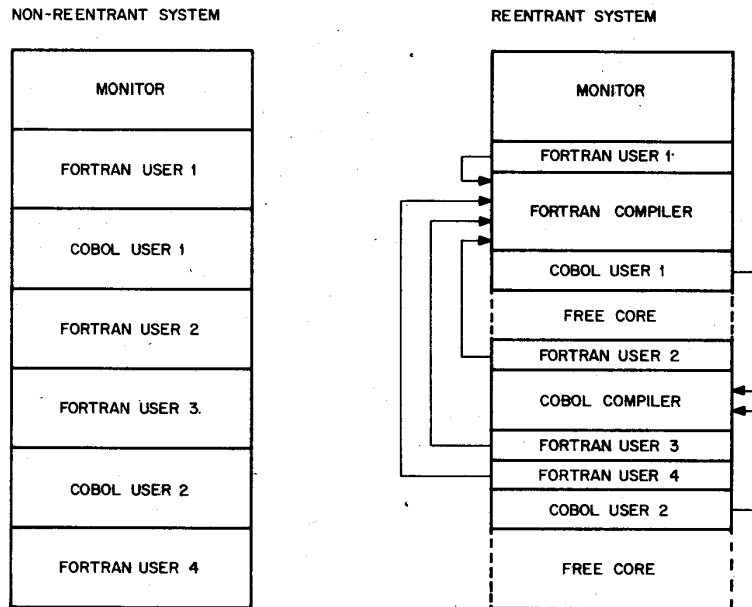 NON-REENTRANT SYSTEM
MONITOR
FORTRAN USER 1
COBOL USER 1
FORTRAN USER 2
FORTRAN USER 3
COBOL USER 2
FORTRAN USER 4
REENTRANT SYSTEM
MONITOR
FORTRAN USER 1
FORTRAN COMPILER
COBOL USER 1
FREE CORE
FORTRAN USER 2
COBOL COMPILER
FORTRAN USER 3
FORTRAN USER 4
COBOL USER 2
FREE CORE